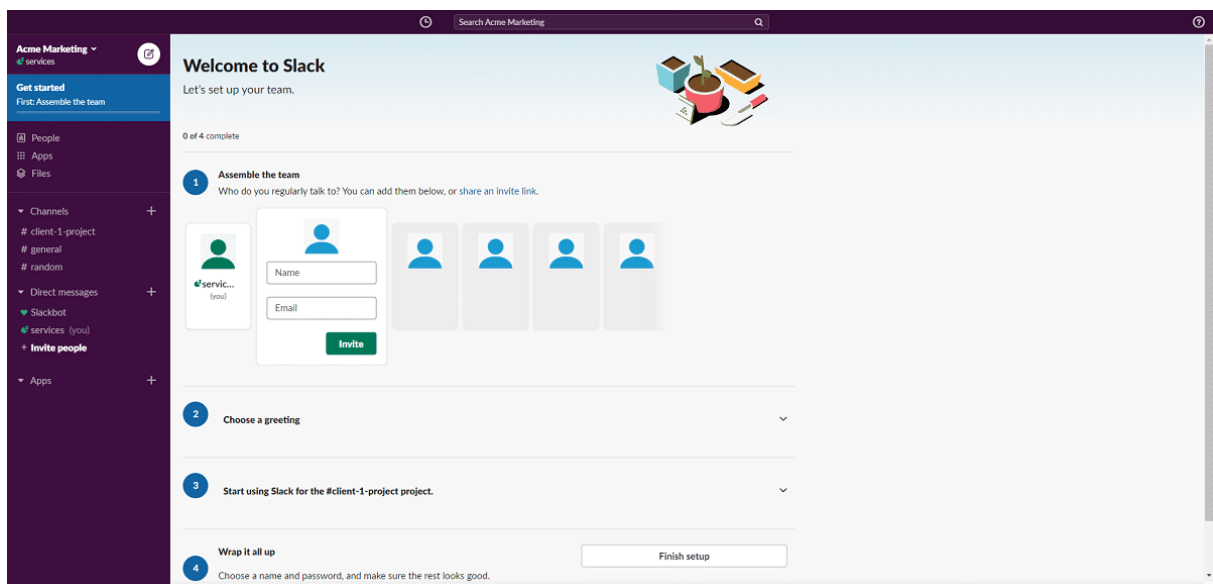 Search Acme Marketing
Acme Marketing
services
Get started
First: Assemble the team
People
Apps
Files
Channels
# client-1-project
# general
# random
Direct messages
Slackbot
services (you)
+ Invite people
Apps
Welcome to Slack
Let's set up your team.
0 of 4 complete
1
Assemble the team
Who do you regularly talk to? You can add them below, or share an invite link.
servic...
(you)
Name
Email
Invite
2
Choose a greeting
3
Start using Slack for the #client-1-project project.
4
Wrap it all up
Choose a name and password, and make sure the rest looks good.
Finish setup